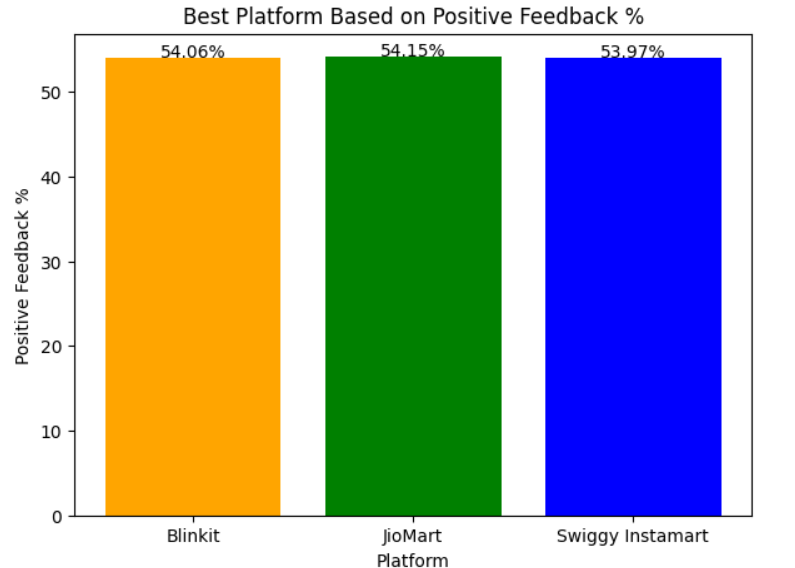 Best Platform Based on Positive Feedback %
54.06%
54.15%
53.97%
Positive Feedback %
50
40
30
20
10
0
Blinkit
JioMart
Swiggy Instamart
Platform